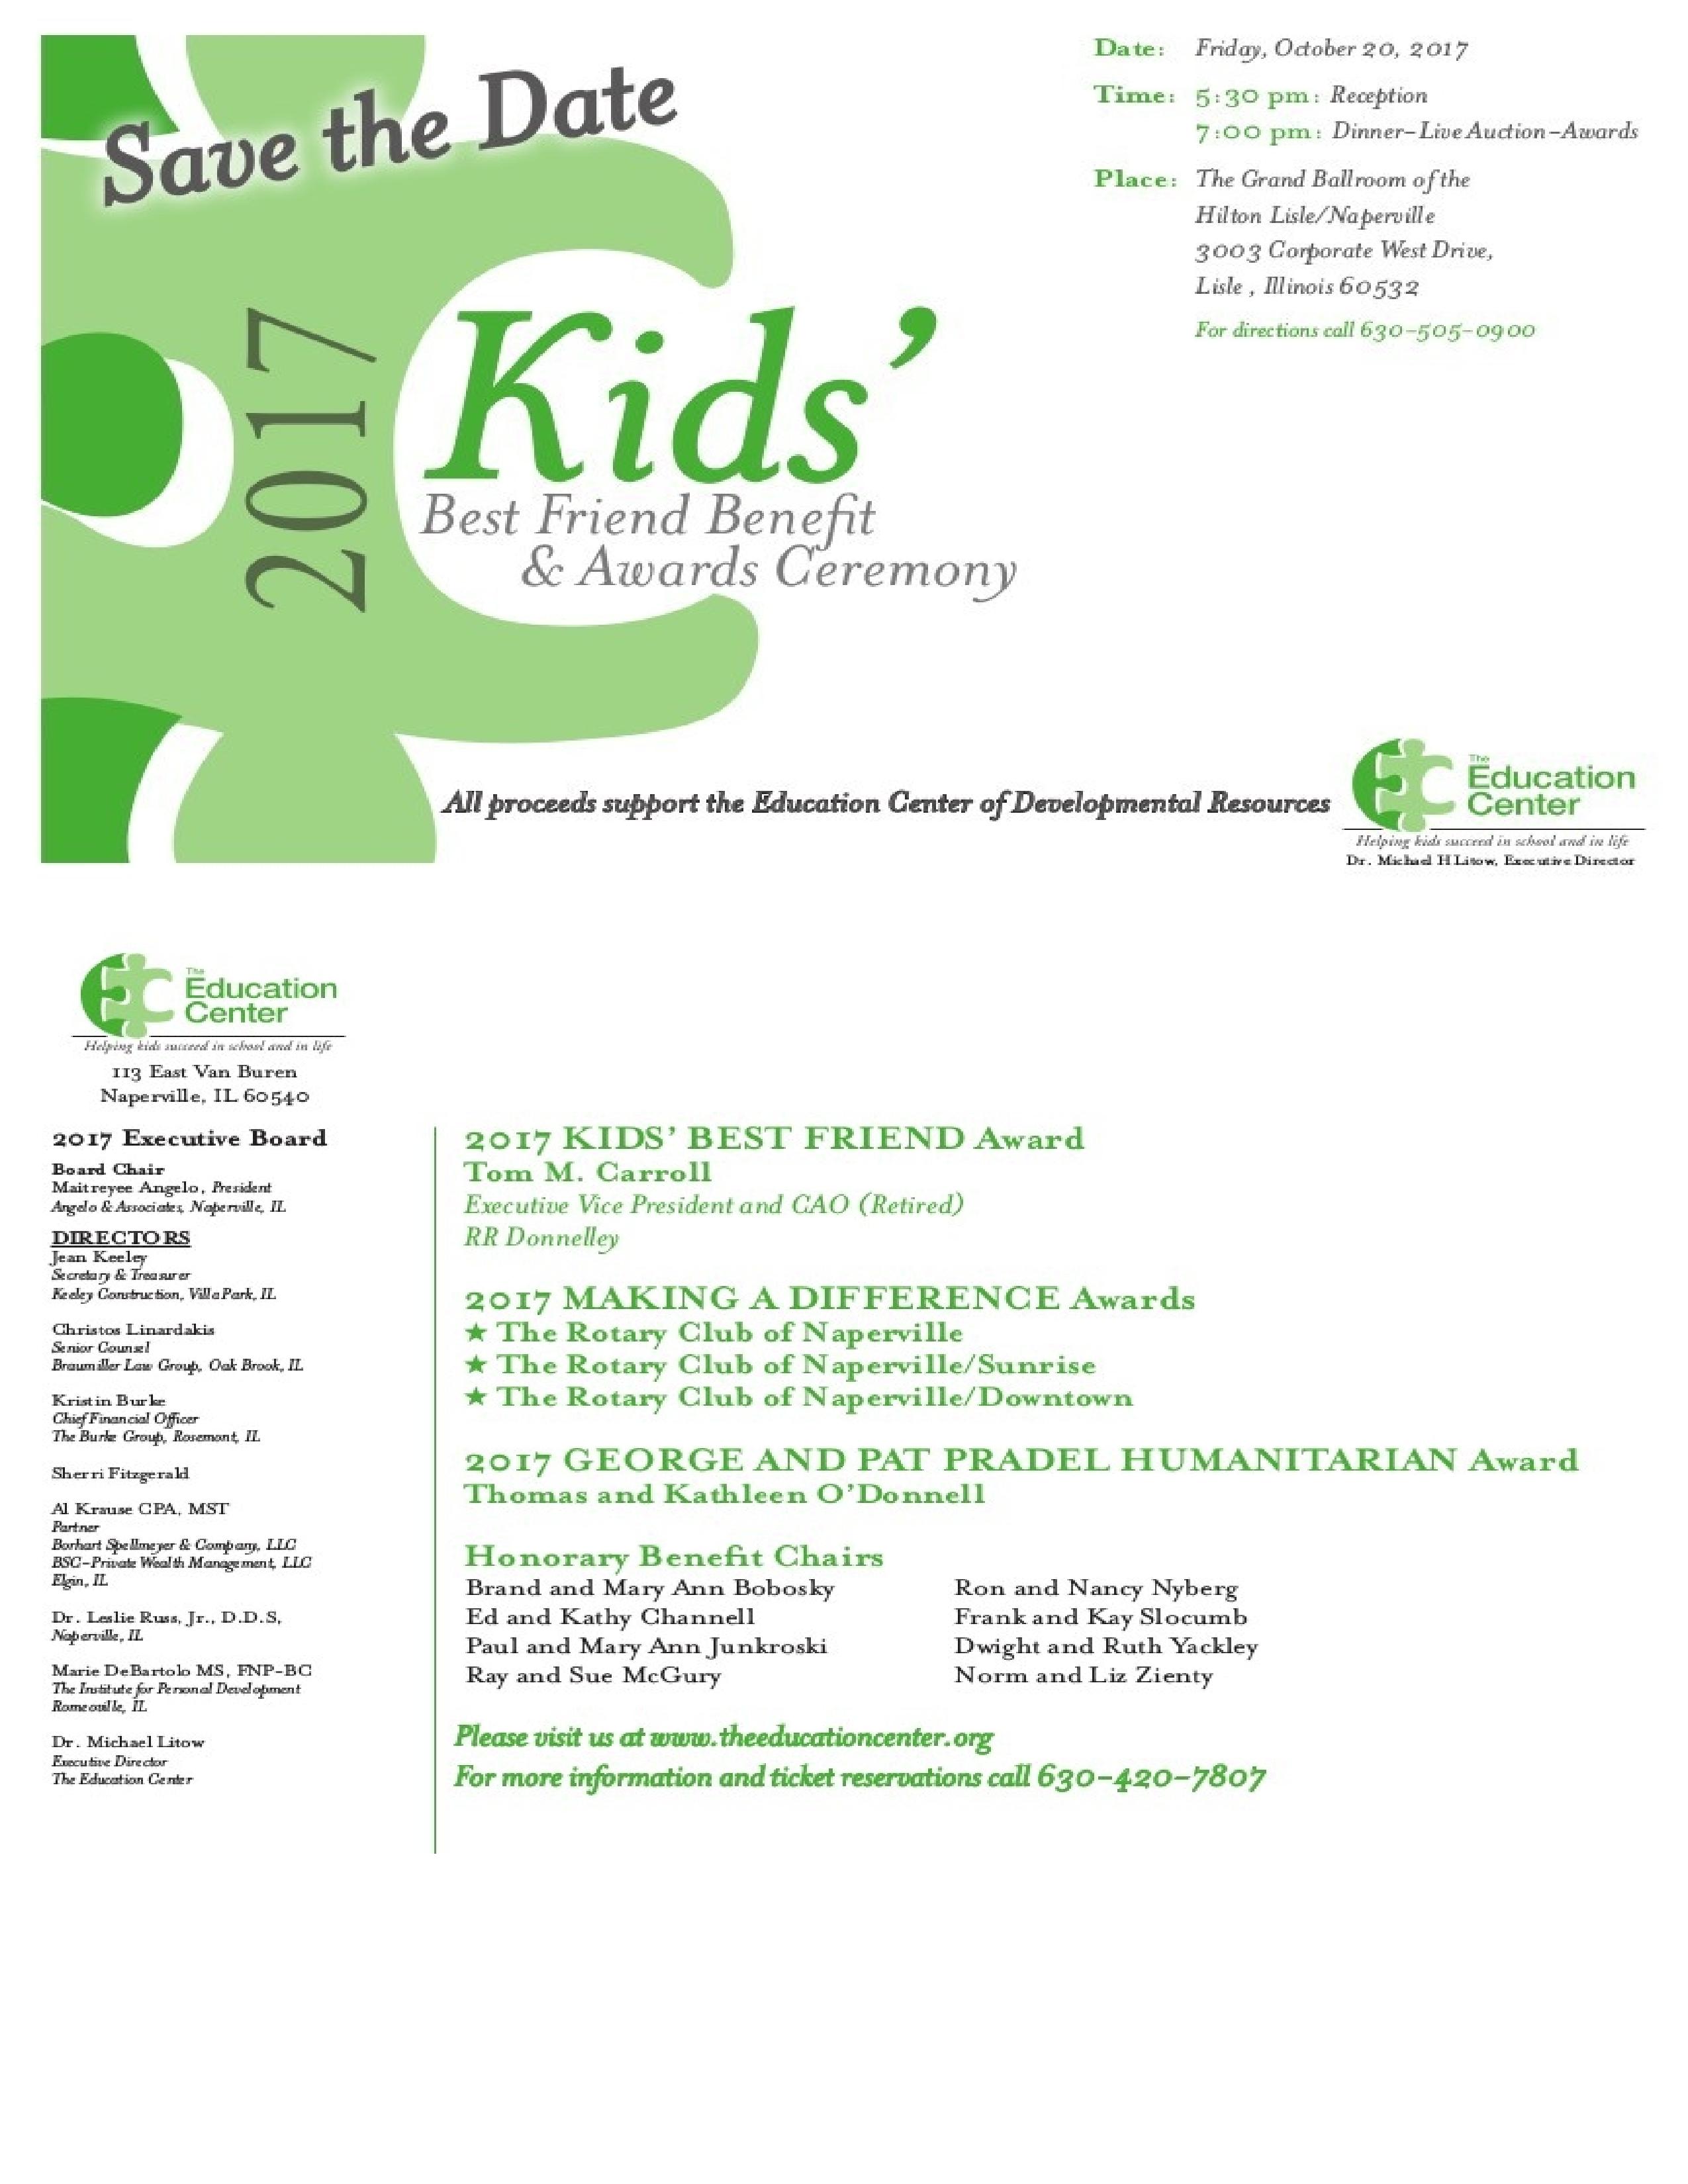 Save the Date
2017
Kids’
Best Friend Benefit
& Awards Ceremony
Date: Friday, October 20, 2017
Time: 5:30 pm: Reception
7:00 pm: Dinner–Live Auction–Awards
Place: The Grand Ballroom of the
Hilton Lisle/Naperville
3003 Corporate West Drive,
Lisle , Illinois 60532
For directions call 630–505–0900
All proceeds support the Education Center of Developmental Resources
The
Education
Center
Helping kids succeed in school and in life
Dr. Michael H Litow, Executive Director
The
Education
Center
Helping kids succeed in school and in life
113 East Van Buren
Naperville, IL 60540
2017 Executive Board
Board Chair
Maitreyee Angelo, President
Angelo & Associates, Naperville, IL
DIRECTORS
Jean Keeley
Secretary & Treasurer
Keeley Construction, Villa Park, IL
Christos Linardakis
Senior Counsel
Braumiller Law Group, Oak Brook, IL
Kristin Burke
Chief Financial Officer
The Burke Group, Rosemont, IL
Sherri Fitzgerald
Al Krause CPA, MST
Partner
Borhart Spellmeyer & Company, LLC
BSC–Private Wealth Management, LLC
Elgin, IL
Dr. Leslie Russ, Jr., D.D.S,
Naperville, IL
Marie DeBartolo MS, FNP-BC
The Institute for Personal Development
Romeoville, IL
Dr. Michael Litow
Executive Director
The Education Center
2017 KIDS’ BEST FRIEND Award
Tom M. Carroll
Executive Vice President and CAO (Retired)
RR Donnelley
2017 MAKING A DIFFERENCE Awards
★ The Rotary Club of Naperville
★ The Rotary Club of Naperville/Sunrise
★ The Rotary Club of Naperville/Downtown
2017 GEORGE AND PAT PRADEL HUMANITARIAN Award
Thomas and Kathleen O’Donnell
Honorary Benefit Chairs
Brand and Mary Ann Bobosky
Ed and Kathy Channell
Paul and Mary Ann Junkroski
Ray and Sue McGury
Ron and Nancy Nyberg
Frank and Kay Slocumb
Dwight and Ruth Yackley
Norm and Liz Zienty
Please visit us at www.theeducationcenter.org
For more information and ticket reservations call 630–420–7807